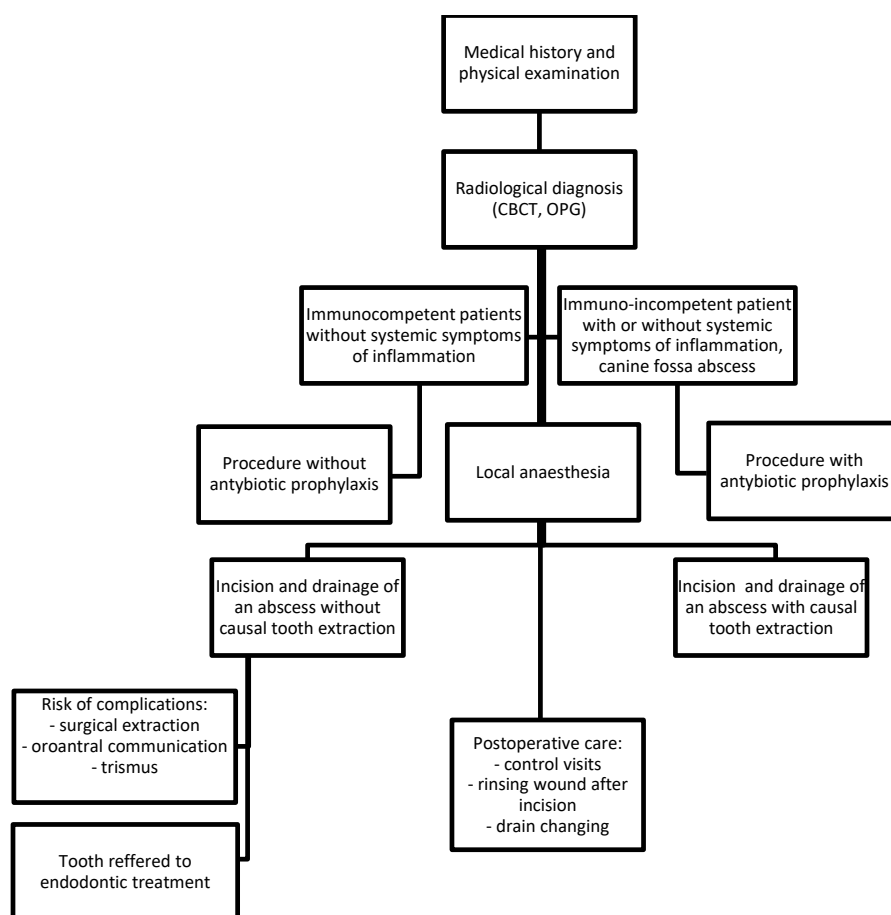 Medical history and
physical examination
Radiological diagnosis
(CBCT, OPG)
Immunocompetent patients
without systemic symptoms
of inflammation
Immuno-incompetent patient
with or without systemic
symptoms of inflammation,
canine fossa abscess
Procedure without
antybiotic prophylaxis
Local anaesthesia
Procedure with
antybiotic prophylaxis
Incision and drainage of
an abscess without
causal tooth extraction
Incision and drainage of
an abscess with causal
tooth extraction
Risk of complications:
- surgical extraction
- oroantral communication
- trismus
Postoperative care:
- control visits
- rinsing wound after
incision
- drain changing
Tooth reffered to
endodontic treatment